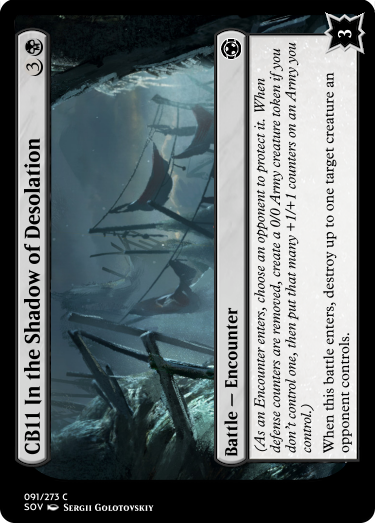 CB11 In the Shadow of Desolation
3
Battle — Encounter
(As an Encounter enters, choose an opponent to protect it. When
defense counters are removed, create a 0/0 Army creature token if you
don't control one, then put that many +1/+1 counters on an Army you
control.)
When this battle enters, destroy up to one target creature an
opponent controls.
3
091/273 C
SOV Sergii Golotovskiy